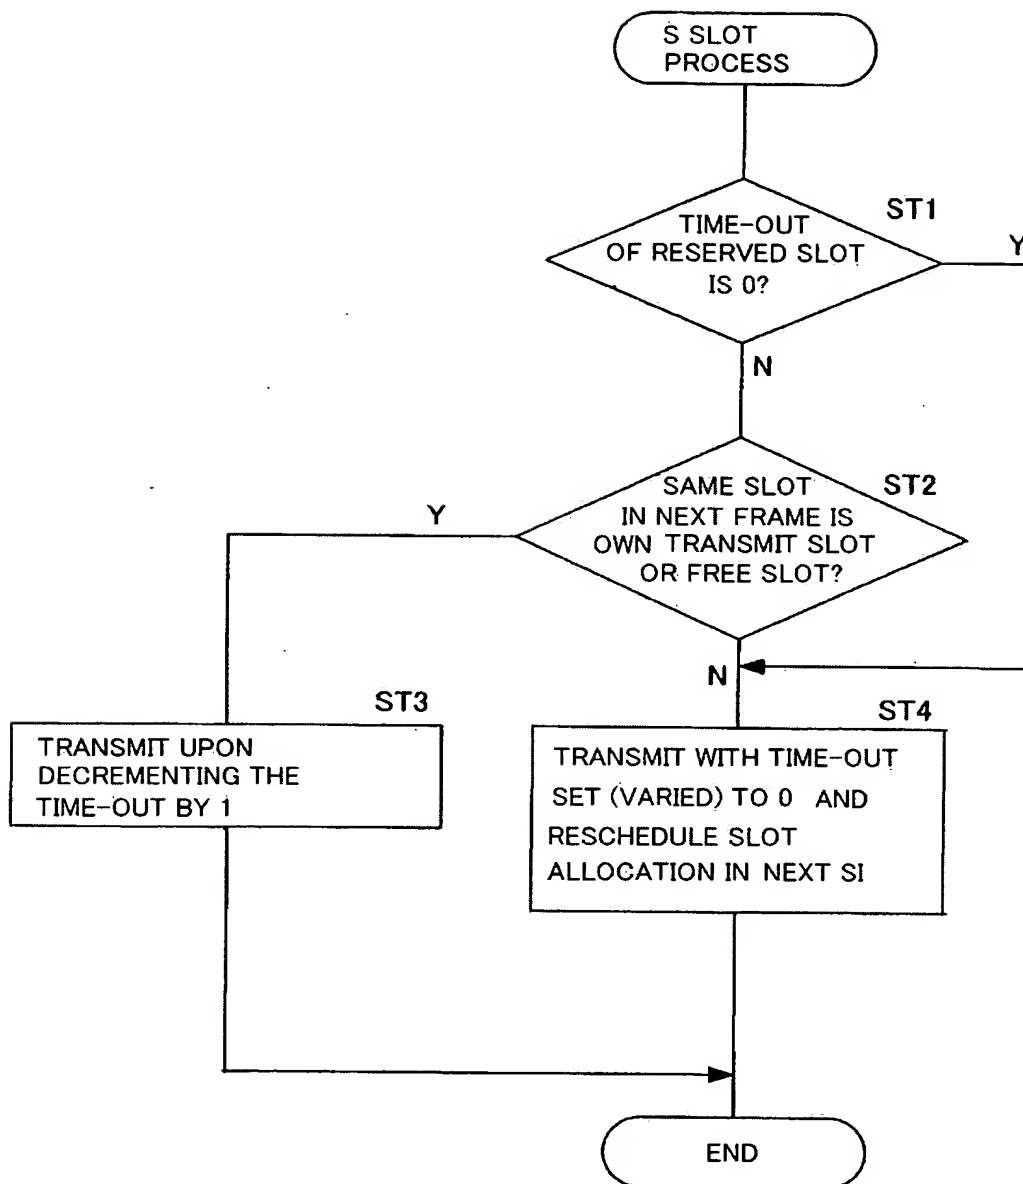 S SLOT
PROCESS
ST1
TIME-OUT
OF RESERVED SLOT
IS 0?
Y
N
ST2
SAME SLOT
IN NEXT FRAME IS
OWN TRANSMIT SLOT
OR FREE SLOT?
Y
N
ST3
TRANSMIT UPON
DECREMENTING THE
TIME-OUT BY 1
ST4
TRANSMIT WITH TIME-OUT
SET (VARIED) TO 0 AND
RESCHEDULE SLOT
ALLOCATION IN NEXT SI
END